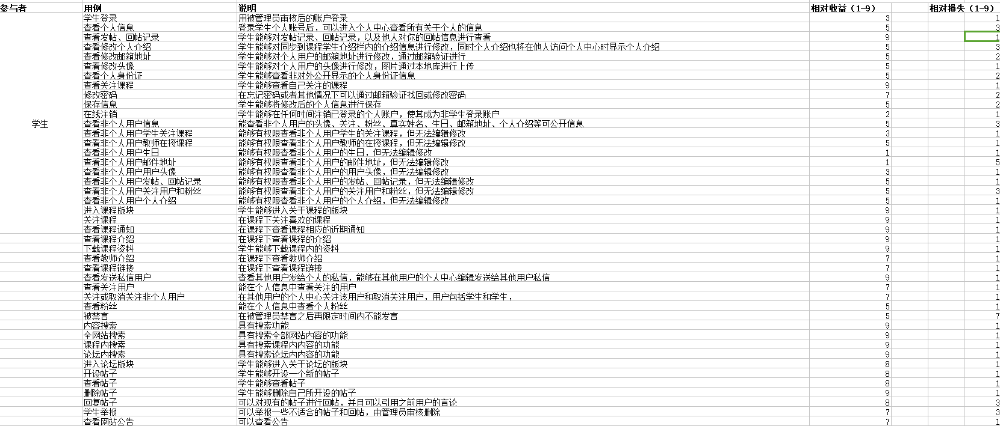 参与者 用例 说明 相对收益（1-9） 相对损失（1-9）
学生登录 用被管理员审核后的账户登录 3 1
查看个人信息 登录学生个人账号后，可以进入个人中心查看所有关于个人的信息 5 3
查看发帖、回帖记录 学生能够对发帖记录、回帖记录，以及他人对你的回帖信息进行查看 9 1
查看修改个人介绍 学生能够对同步到课程学生介绍栏内的介绍信息进行修改，同时个人介绍也将在他人访问个人中心时显示个人介绍 5 3
查看修改邮箱地址 学生能够对个人用户的邮箱地址进行修改，通过邮箱验证进行 5 2
查看修改头像 学生能够对个人用户的头像进行修改，图片通过本地库进行上传 5 1
查看个人身份证 学生能够查看非对外公开显示的个人身份证信息 5 2
查看关注课程 学生能够查看自己关注的课程 9 1
修改密码 在忘记密码或者其他情况下可以通过邮箱验证找回或修改密码 7 2
保存信息 学生能够将修改后的个人信息进行保存 5 2
在线注销 学生能够在任何时间注销已登录的个人账户，使其成为非学生登录账户 2 1
学生 查看非个人用户信息 能查看非个人用户的头像、关注、粉丝、真实姓名、生日、邮箱地址、个人介绍等可公开信息 5 3
查看非个人用户学生关注课程 能够有权限查看非个人用户学生的关注课程，但无法编辑修改 3 1
查看非个人用户教师在授课程 能够有权限查看非个人用户教师的在授课程，但无法编辑修改 5 1
查看非个人用户生日 能够有权限查看非个人用户的生日，但无法编辑修改 1 1
查看非个人用户邮件地址 能够有权限查看非个人用户的邮件地址，但无法编辑修改 1 5
查看非个人用户用户头像 能够有权限查看非个人用户的用户头像，但无法编辑修改 3 1
查看非个人用户发帖、回帖记录 能够有权限查看非个人用户的发帖、回帖记录，但无法编辑修改 5 1
查看非个人用户关注用户和粉丝 能够有权限查看非个人用户的关注用户和粉丝，但无法编辑修改 5 3
查看非个人用户个人介绍 能够有权限查看非个人用户的个人介绍，但无法编辑修改 5 1
进入课程版块 学生能够进入关于课程的版块 9 1
关注课程 在课程下关注喜欢的课程 9 1
查看课程通知 在课程下查看课程相应的近期通知 9 1
查看课程介绍 在课程下查看课程的介绍 9 1
下载课程资料 学生能够下载课程内的资料 9 1
查看教师介绍 在课程下查看教师介绍 7 1
查看课程链接 在课程下查看课程链接 7 1
查看发送私信用户 查看其他用户发给个人的私信，能够在其他用户的个人中心编辑发送给其他用户私信 9 1
查看关注用户 能在个人信息中查看关注的用户 7 1
关注或取消关注非个人用户 在其他用户的个人中心关注该用户和取消关注用户，用户包括学生和学生， 7 1
查看粉丝 能在个人信息中查看个人粉丝 5 1
被禁言 在被管理员禁言之后再限定时间内不能发言 5 7
内容搜索 具有搜索功能 9 1
全网站搜索 具有搜索全部网站内容的功能 9 1
课程内搜索 具有搜索课程内内容的功能 9 1
论坛内搜索 具有搜索论坛内内容的功能 9 1
进入论坛版块 学生能够进入关于论坛的版块 8 1
开设帖子 学生能够开设一个新的帖子 8 1
查看帖子 学生能够查看帖子 8 1
删除帖子 学生能够删除自己所开设的帖子 9 1
回复帖子 可以对现有的帖子进行回帖，并且可以引用之前用户的言论 8 3
学生举报 可以举报一些不适合的帖子和回帖，由管理员审核删除 7 3
查看网站公告 可以查看公告 7 1